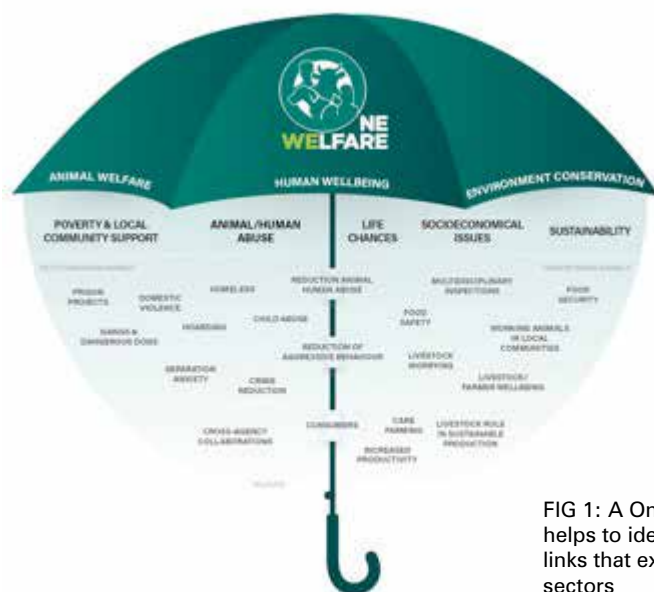 NE
WELFARE
ANIMAL WELFARE
HUMAN WELLBEING
ENVIRONMENT CONSERVATION
POVERTY & LOCAL
COMMUNITY SUPPORT
ANIMAL/HUMAN
ABUSE
LIFE
CHANCES
SOCIOECONOMICAL
ISSUES
SUSTAINABILITY
PRISON
PROJECTS
DOMESTIC
VIOLENCE
HOMELESS
REDUCTION ANIMAL
HUMAN ABUSE
MULTIDISCIPLINARY
INSPECTIONS
FOOD
SECURITY
DANGEROUS DOGS
HOARDING
CHILD ABUSE
FOOD
SAFETY
WORKING ANIMALS
IN LOCAL
COMMUNITIES
REDUCTION OF
AGGRESSIVE BEHAVIOUR
LIVESTOCK
WORRYING
SEPARATION
ANXIETY
CRIME
REDUCTION
LIVESTOCK/
FARMER WELLBEING
CROSS-AGENCY
COLLABORATIONS
CONSUMERS
CARE
FARMING
LIVESTOCK ROLE
IN SUSTAINABLE
PRODUCTION
INCREASED
PRODUCTIVITY
FIG 1: A On
helps to ide
links that ex
sectors